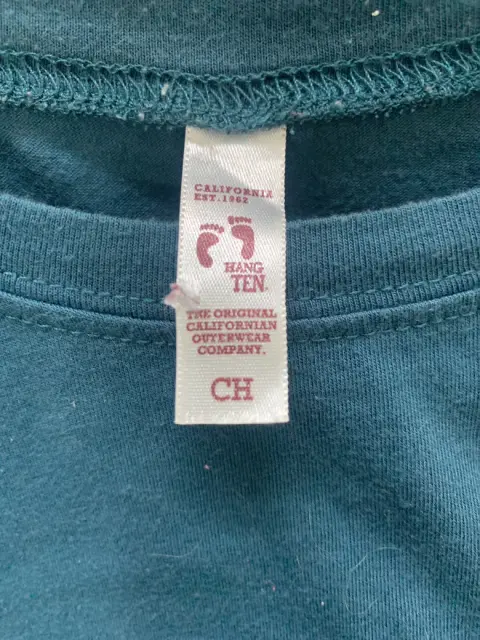 CALIFORNIA
EST. 1962
HANG
TEN.
THE ORIGINAL
CALIFORNIAN
OUTERWEAR
COMPANY.
CH